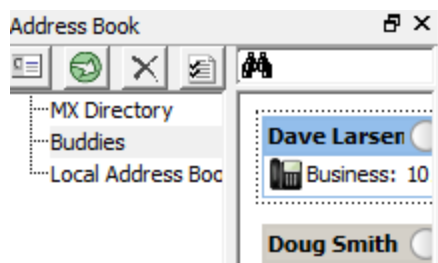 Address Book
MX Directory
Buddies
Local Address Boo
Dave Larsen
Business: 10
Doug Smith